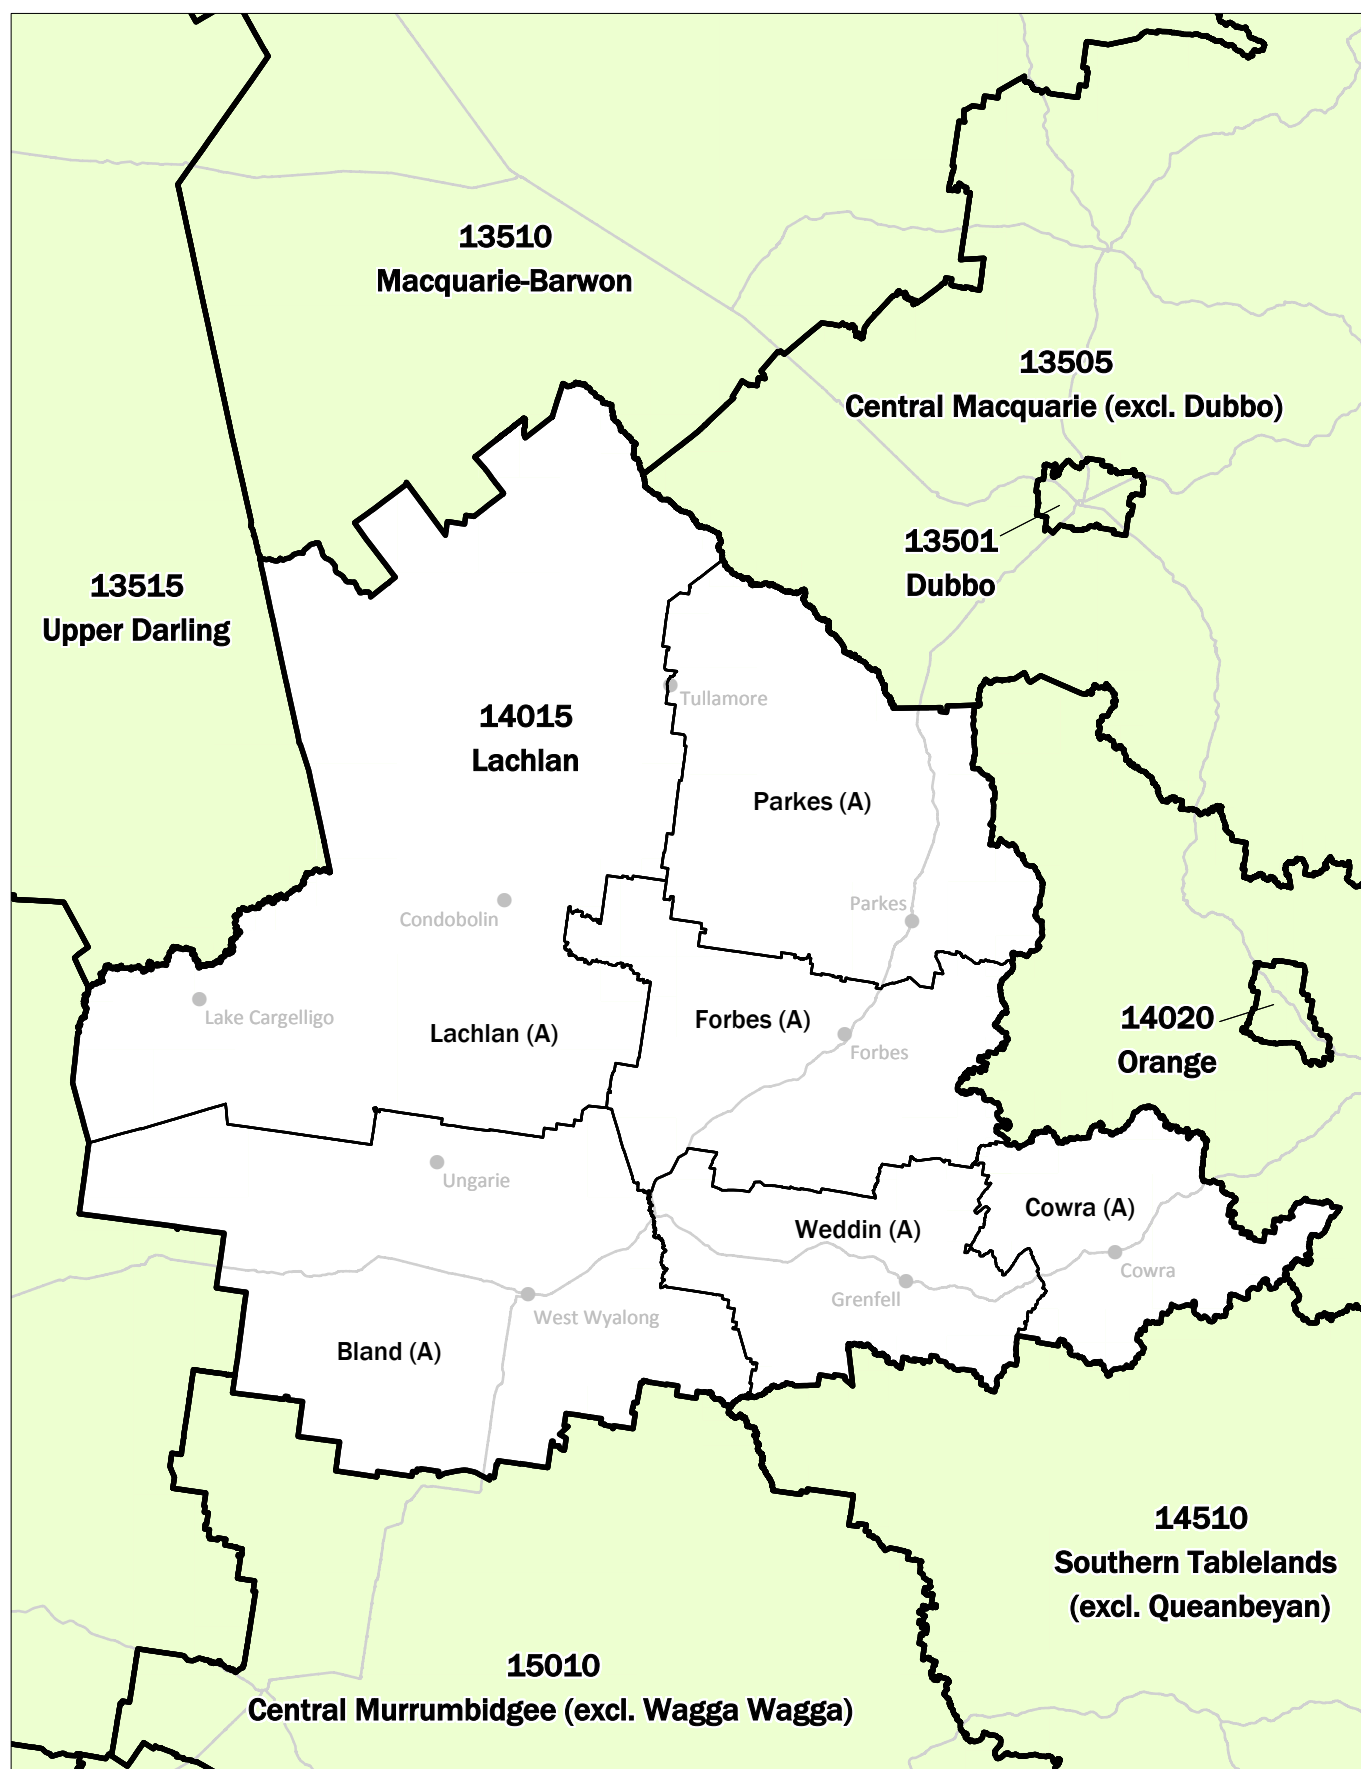 13510
Macquarie-Barwon
13505
Central Macquarie (excl. Dubbo)
13501
Dubbo
13515
Upper Darling
Tullamore
14015
Lachlan
Parkes (A)
Parkes
Condobolin
Lake Cargelligo
Lachlan (A)
Forbes (A)
Forbes
14020
Orange
Ungarie
Cowra (A)
Weddin (A)
Cowra
Grenfell
West Wyalong
Bland (A)
14510
Southern Tablelands
(excl. Queanbeyan)
15010
Central Murrumbidgee (excl. Wagga Wagga)